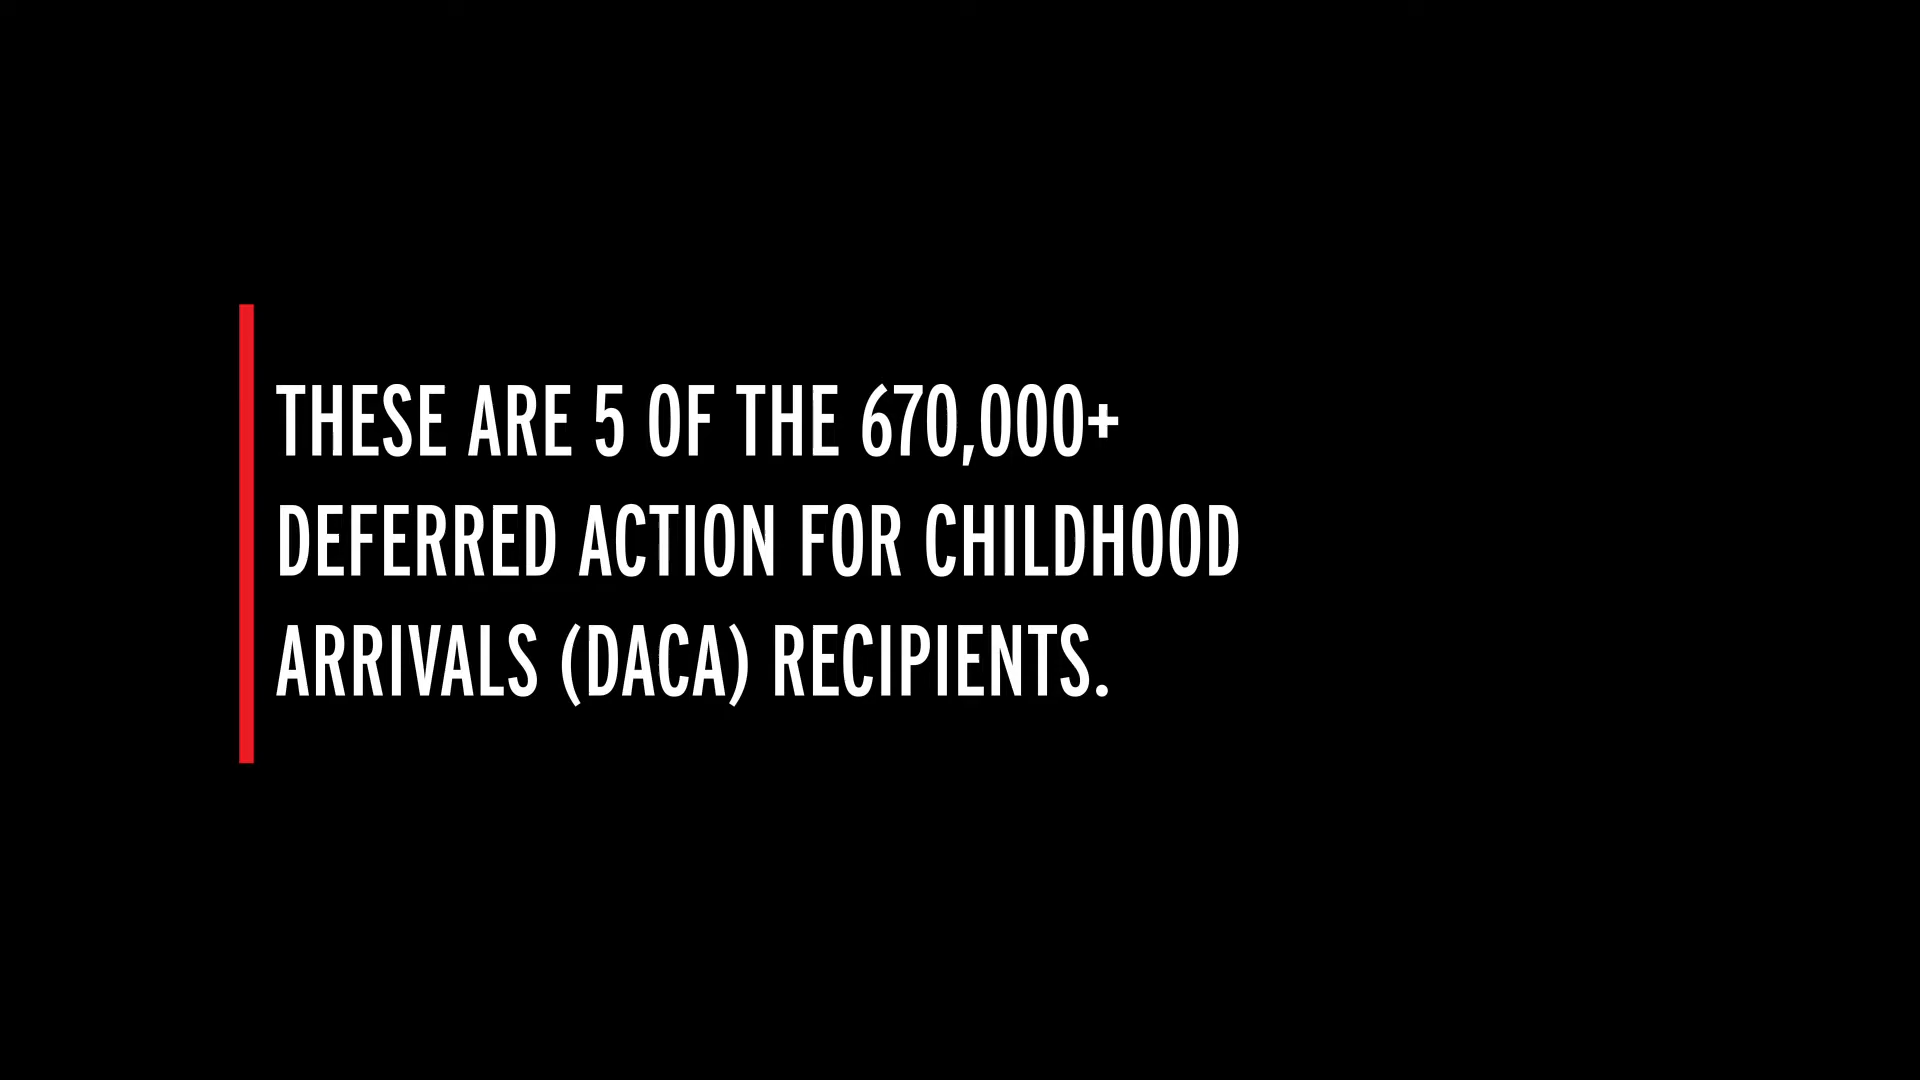 THESE ARE 5 OF THE 670,000+
DEFERRED ACTION FOR CHILDHOOD
ARRIVALS (DACA) RECIPIENTS.